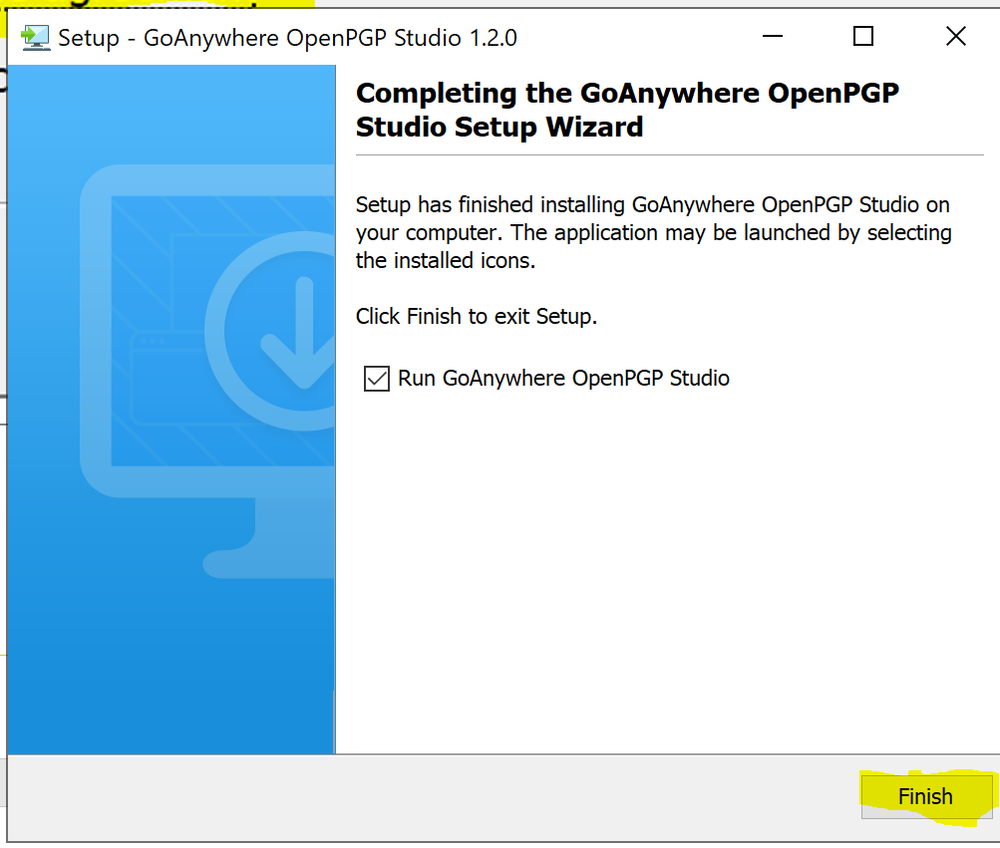 Setup - GoAnywhere OpenPGP Studio 1.2.0
Completing the GoAnywhere OpenPGP
Studio Setup Wizard
Setup has finished installing GoAnywhere OpenPGP Studio on
your computer. The application may be launched by selecting
the installed icons.
Click Finish to exit Setup.
Run GoAnywhere OpenPGP Studio
Finish